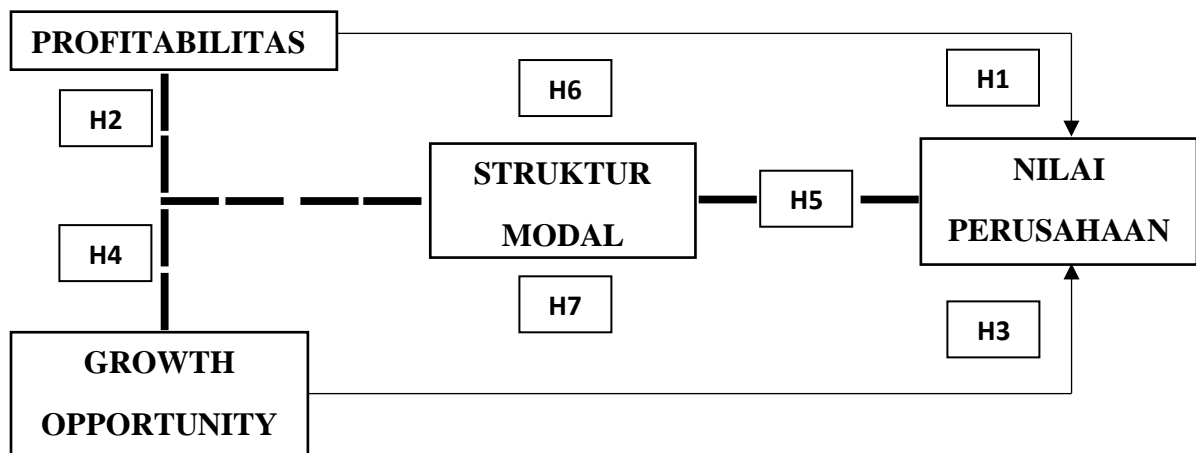 PROFITABILITAS
H2
H6
H1
STRUKTUR
MODAL
H5
NILAI
PERUSAHAAN
H4
H7
H3
GROWTH
OPPORTUNITY